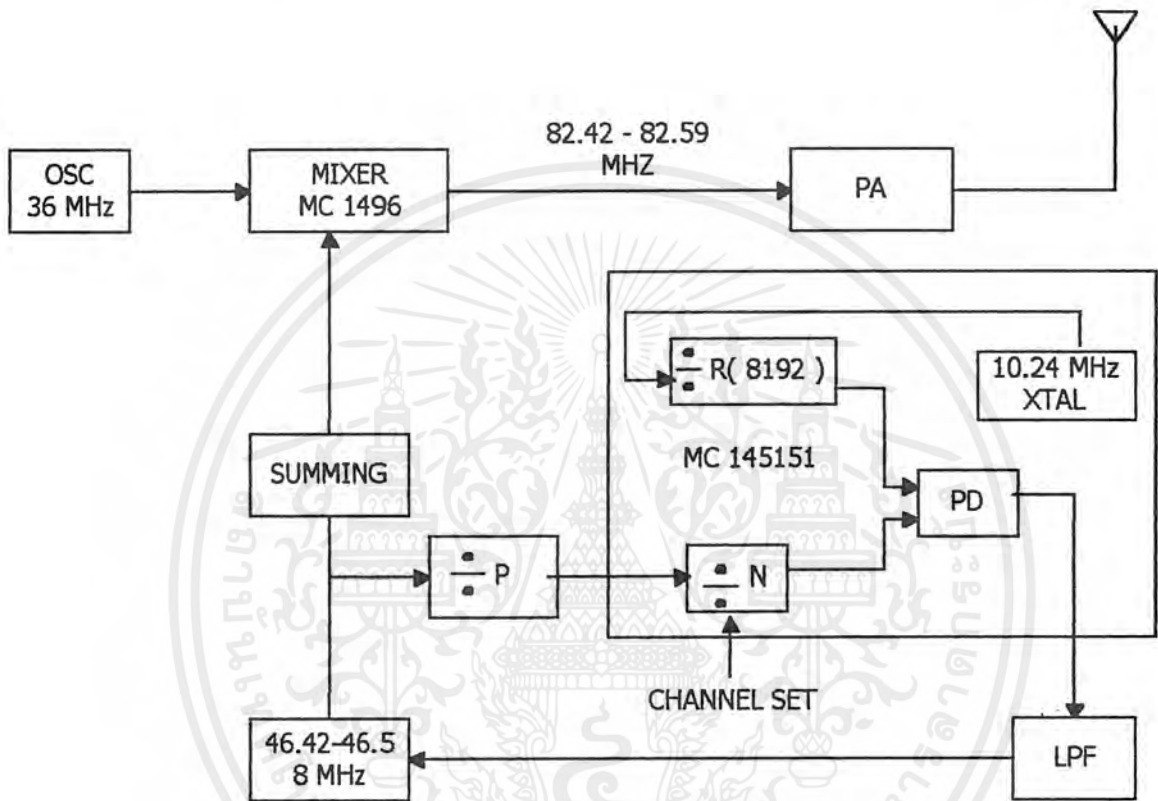 82.42 - 82.59
MHZ
OSC
36 MHz
MIXER
MC 1496
PA
÷ R( 8192 )
10.24 MHz
XTAL
MC 145151
SUMMING
PD
÷ P
÷ N
CHANNEL SET
46.42-46.5
8 MHz
LPF